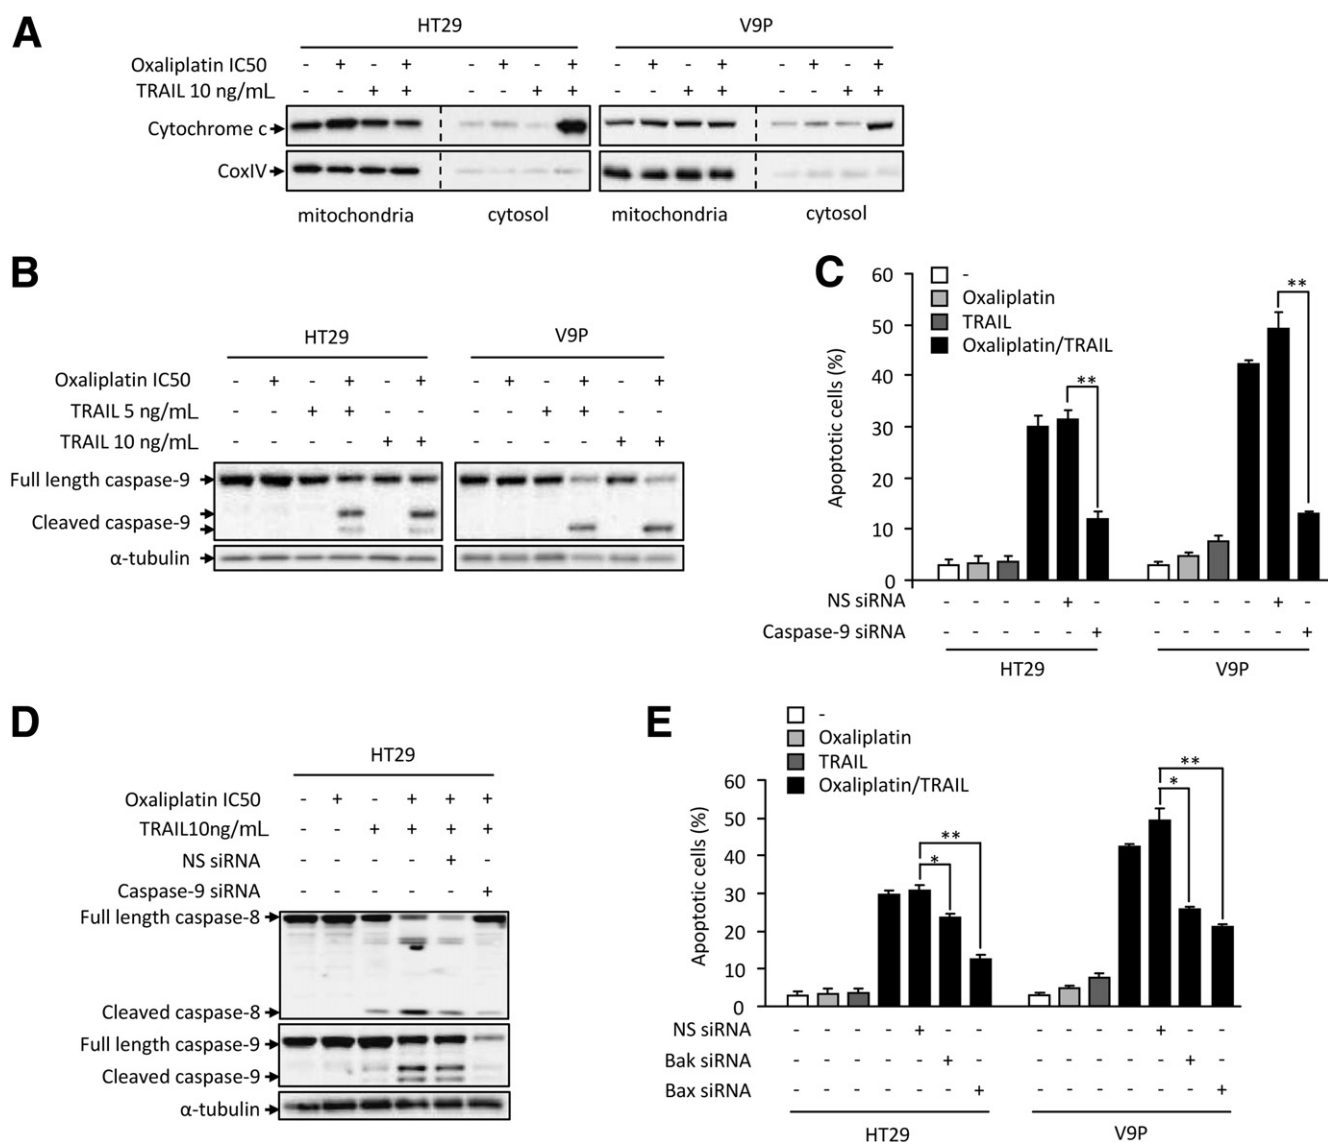 A
HT29 V9P
Oxaliplatin IC50 - + - + - + - + - + - + - + - +
TRAIL 10 ng/mL - - + + - - + + - - + + - - + +
Cytochrome c
CoxIV
mitochondria cytosol mitochondria cytosol
B
HT29 V9P
Oxaliplatin IC50 - + - + - + - + - + - +
TRAIL 5 ng/mL - - + + - - - - + + - -
TRAIL 10 ng/mL - - - - + + - - - - + +
Full length caspase-9
Cleaved caspase-9
α-tubulin
C
-
Oxaliplatin
TRAIL
Oxaliplatin/TRAIL
Apoptotic cells (%)
60
50
40
30
20
10
0
** **
NS siRNA - - - - + - - - - - + -
Caspase-9 siRNA - - - - - + - - - - - +
HT29 V9P
D
HT29
Oxaliplatin IC50 - + - + + +
TRAIL10ng/mL - - + + + +
NS siRNA - - - - + -
Caspase-9 siRNA - - - - - +
Full length caspase-8
Cleaved caspase-8
Full length caspase-9
Cleaved caspase-9
α-tubulin
E
-
Oxaliplatin
TRAIL
Oxaliplatin/TRAIL
Apoptotic cells (%)
60
50
40
30
20
10
0
** * ** *
NS siRNA - - - - + - - - - - - + - -
Bak siRNA - - - - - + - - - - - - + -
Bax siRNA - - - - - - + - - - - - - +
HT29 V9P